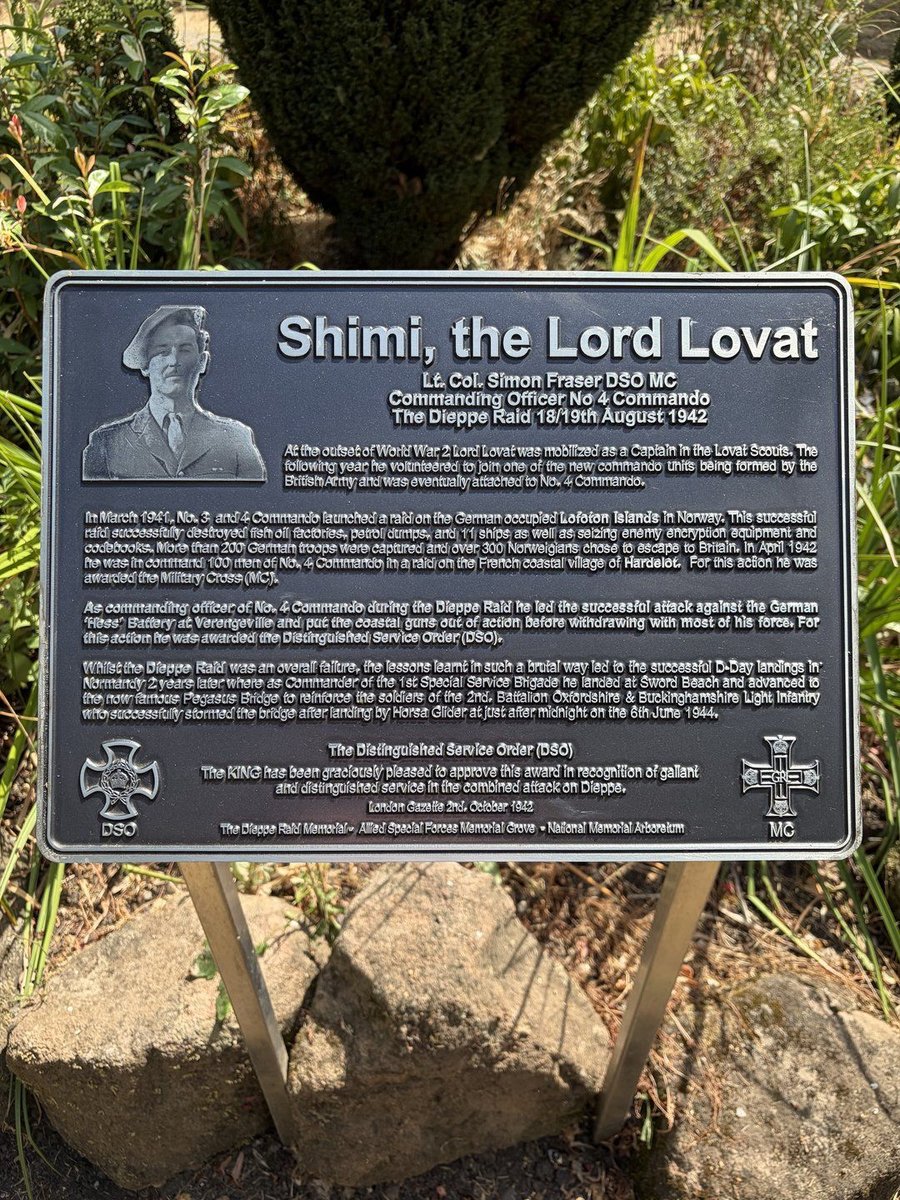 Shimi, the Lord Lovat
Lt. Col. Simon Fraser DSO MC
Commanding Officer No 4 Commando
The Dieppe Raid 18/19th August 1942
At the outset of World War 2 Lord Lovat was mobilized as a Captain in the Lovat Scouts. The
following year he volunteered to join one of the new commando units being formed by the
British Army and was eventually attached to No. 4 Commando.
In March 1941, No. 3 and 4 Commando launched a raid on the German occupied Lofoton Islands in Norway. This successful
raid successfully destroyed fish oil factories, petrol dumps, and 11 ships as well as seizing enemy encryption equipment and
codebooks. More than 200 German troops were captured and over 300 Norweigians chose to escape to Britain. In April 1942
he was in command 100 men of No. 4 Commando in a raid on the French coastal village of Hardelot. For this action he was
awarded the Military Cross (MC).
As commanding officer of No. 4 Commando during the Dieppe Raid he led the successful attack against the German
'Hess' Battery at Verengeville and put the coastal guns out of action before withdrawing with most of his force. For
this action he was awarded the Distinguished Service Order (DSO).
Whilst the Dieppe Raid was an overall failure, the lessons learnt in such a brutal way led to the successful D-Day landings in
Normandy 2 years later where as Commander of the 1st Special Service Brigade he landed at Sword Beach and advanced to
the now famous Pegasus Bridge to reinforce the soldiers of the 2nd. Battalion Oxfordshire & Buckinghamshire Light Infantry
who successfully stormed the bridge after landing by Horsa Glider at just after midnight on the 6th June 1944.
The Distinguished Service Order (DSO)
The KING has been graciously pleased to approve this award in recognition of gallant
and distinguished service in the combined attack on Dieppe.
London Gazette 2nd. October 1942
The Dieppe Raid Memorial - Allied Special Forces Memorial Grove - National Memorial Arboretum
DSO
GRI
MC